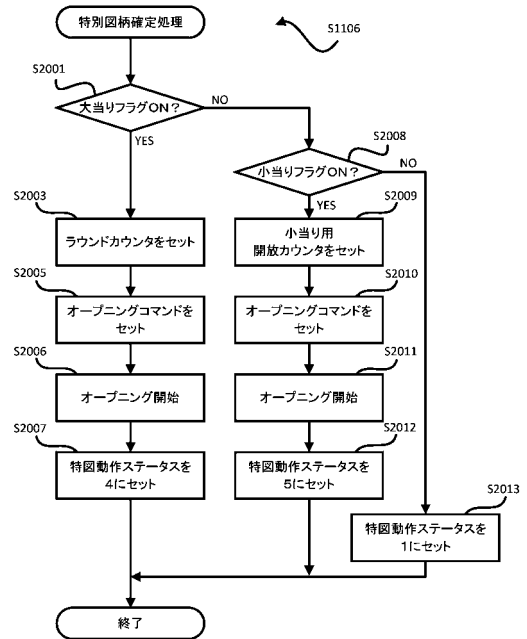 特別図柄確定処理
S1106
S2001
大当りフラグON?
NO
YES
S2008
小当りフラグON?
NO
YES
S2003
ラウンドカウンタをセット
S2009
小当り用
開放カウンタをセット
S2005
オープニングコマンドを
セット
S2010
オープニングコマンドを
セット
S2006
オープニング開始
S2011
オープニング開始
S2007
特図動作ステータスを
4にセット
S2012
特図動作ステータスを
5にセット
S2013
特図動作ステータスを
1にセット
終了